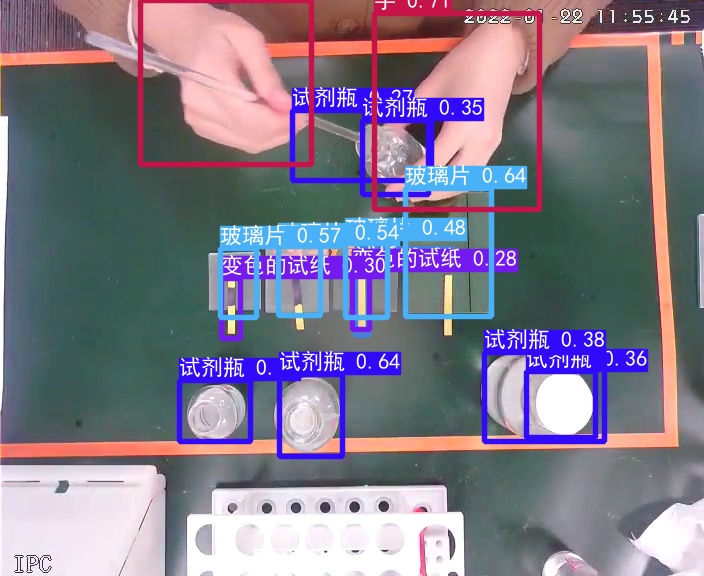 手 0.71
2022-01-22 11:55:45
试剂瓶 0.27
试剂瓶 0.35
玻璃片 0.64
玻璃片 0.57
0.54
0.48
变色的试纸 0.30
变色的试纸 0.28
试剂瓶 0.38
试剂瓶 0.36
试剂瓶 0.
试剂瓶 0.64
IPC